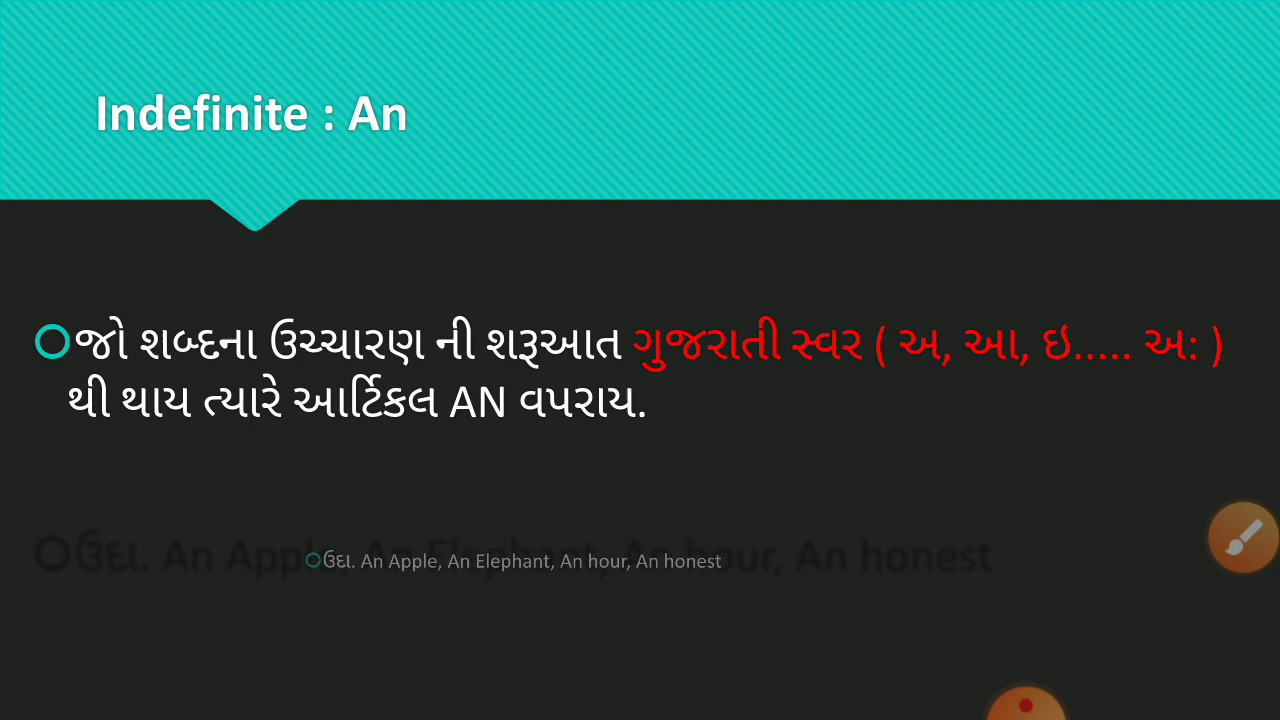 Indefinite : An
જો શબ્દના ઉચ્ચારણ ની શરૂઆત ગુજરાતી સ્વર ( અ, આ, ઇ..... અઃ )
થી થાય ત્યારે આર્ટિકલ AN વપરાય.
ઉદા. An Apple, An Elephant, An hour, An honest